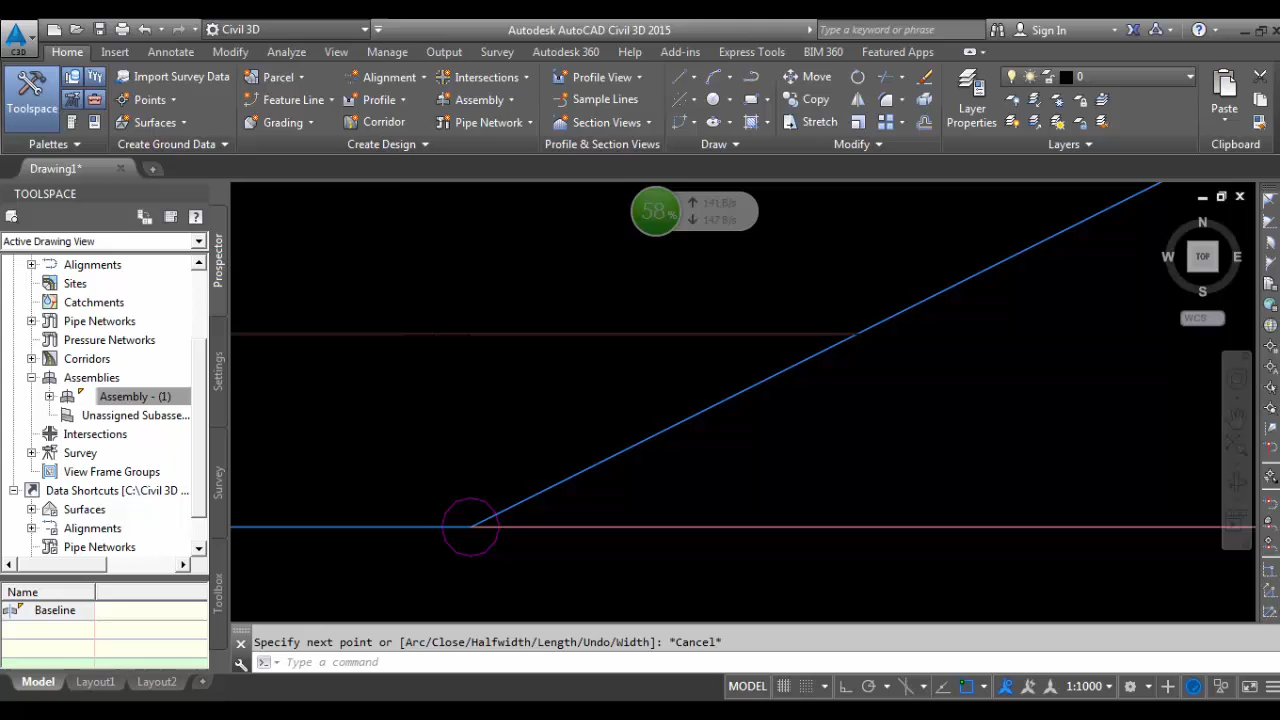 Civil 3D
Autodesk AutoCAD Civil 3D 2015
Type a keyword or phrase
Sign In
C3D
Home Insert Annotate Modify Analyze View Manage Output Survey Autodesk 360 Help Add-ins Express Tools BIM 360 Featured Apps
Toolspace
Import Survey Data
Points
Surfaces
Parcel
Feature Line
Grading
Alignment
Profile
Corridor
Intersections
Assembly
Pipe Network
Profile View
Sample Lines
Section Views
Move
Copy
Stretch
Layer
Properties
0
Paste
Palettes Create Ground Data Create Design Profile & Section Views Draw Modify Layers Clipboard
Drawing1*
TOOLSPACE
Active Drawing View
Alignments
Sites
Catchments
Pipe Networks
Pressure Networks
Corridors
Assemblies
Assembly - (1)
Unassigned Subasse...
Intersections
Survey
View Frame Groups
Data Shortcuts [C:\Civil 3D ...
Surfaces
Alignments
Pipe Networks
Name
Baseline
Prospector
Settings
Survey
Toolbox
58%
141B/s
147B/s
N
W TOP E
S
WCS
Specify next point or [Arc/Close/Halfwidth/Length/Undo/Width]: *Cancel*
Type a command
Model Layout1 Layout2
MODEL
1:1000